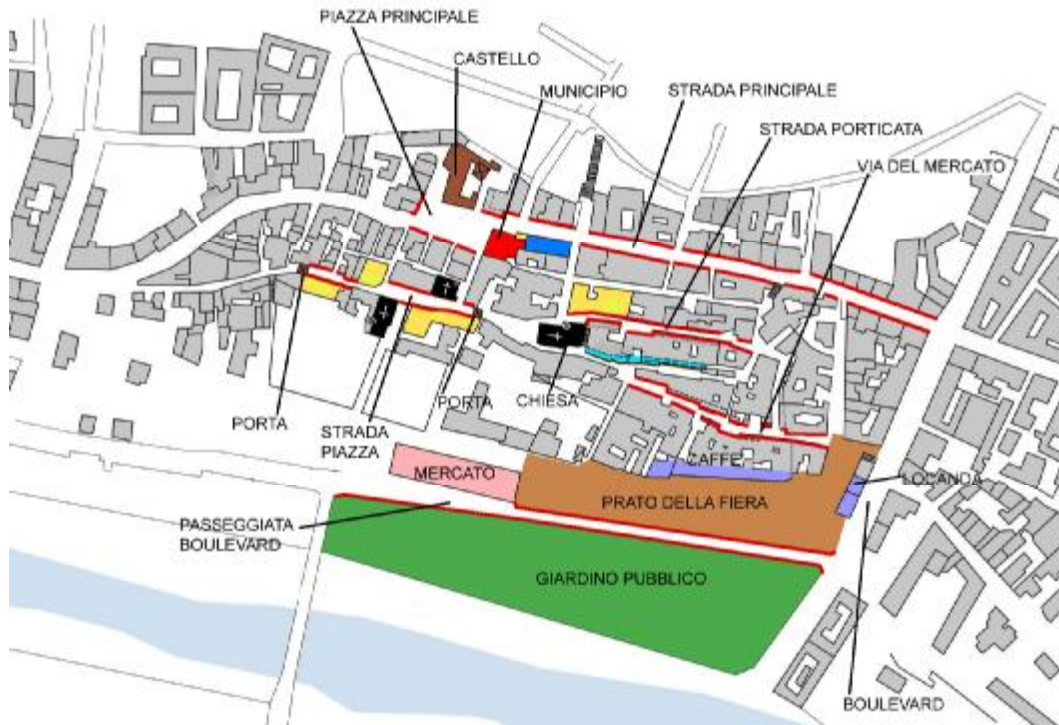 PIAZZA PRINCIPALE
CASTELLO
MUNICIPIO
STRADA PRINCIPALE
STRADA PORTICATA
VIA DEL MERCATO
PORTA
STRADA
PIAZZA
PORTA
CHIESA
CAFFE
LOCANDA
MERCATO
PRATO DELLA FIERA
PASSEGGIATA
BOULEVARD
GIARDINO PUBBLICO
BOULEVARD